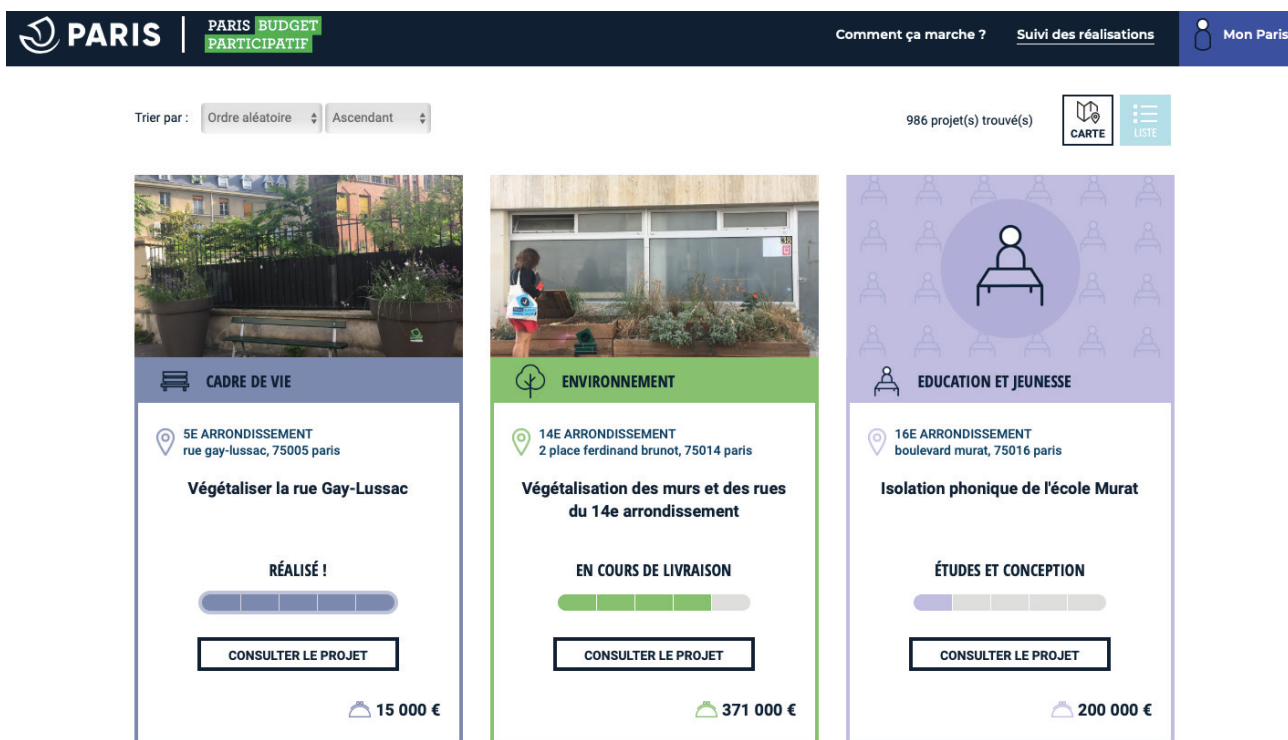 PARIS
PARIS BUDGET
PARTICIPATIF
Comment ça marche ?
Suivi des réalisations
Mon Paris
Trier par :
Ordre aléatoire
Ascendant
986 projet(s) trouvé(s)
CARTE
LISTE
38
CADRE DE VIE
5E ARRONDISSEMENT
rue gay-lussac, 75005 paris
Végétaliser la rue Gay-Lussac
RÉALISÉ !
CONSULTER LE PROJET
15 000 €
ENVIRONNEMENT
14E ARRONDISSEMENT
2 place ferdinand brunot, 75014 paris
Végétalisation des murs et des rues
du 14e arrondissement
EN COURS DE LIVRAISON
CONSULTER LE PROJET
371 000 €
EDUCATION ET JEUNESSE
16E ARRONDISSEMENT
boulevard murat, 75016 paris
Isolation phonique de l'école Murat
ÉTUDES ET CONCEPTION
CONSULTER LE PROJET
200 000 €